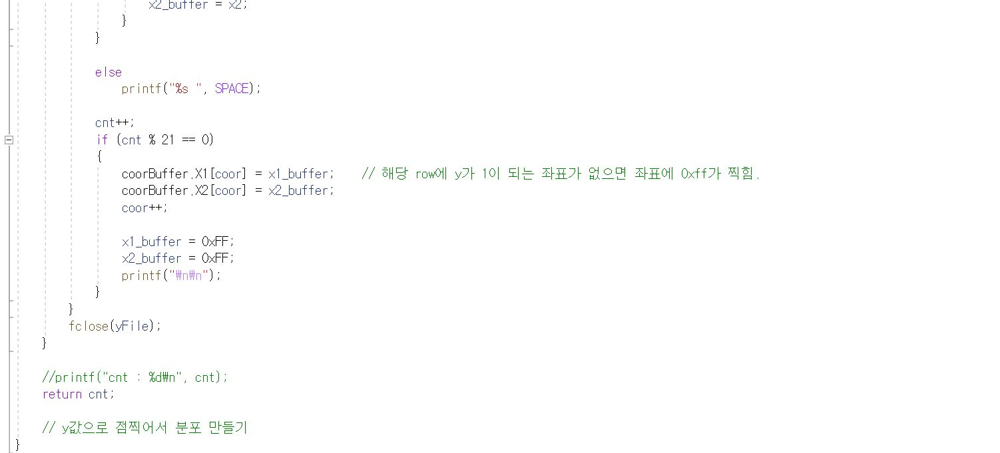 x2_buffer = x2;
}
}
else
printf("%s ", SPACE);
cnt++;
if (cnt % 21 == 0)
{
coorBuffer.X1[coor] = x1_buffer; // 해당 row에 y가 1이 되는 좌표가 없으면 좌표에 0xff가 찍힘.
coorBuffer.X2[coor] = x2_buffer;
coor++;
x1_buffer = 0xFF;
x2_buffer = 0xFF;
printf("₩n₩n");
}
}
fclose(yFile);
}
//printf("cnt : %d₩n", cnt);
return cnt;
// y값으로 점찍어서 분포 만들기
}